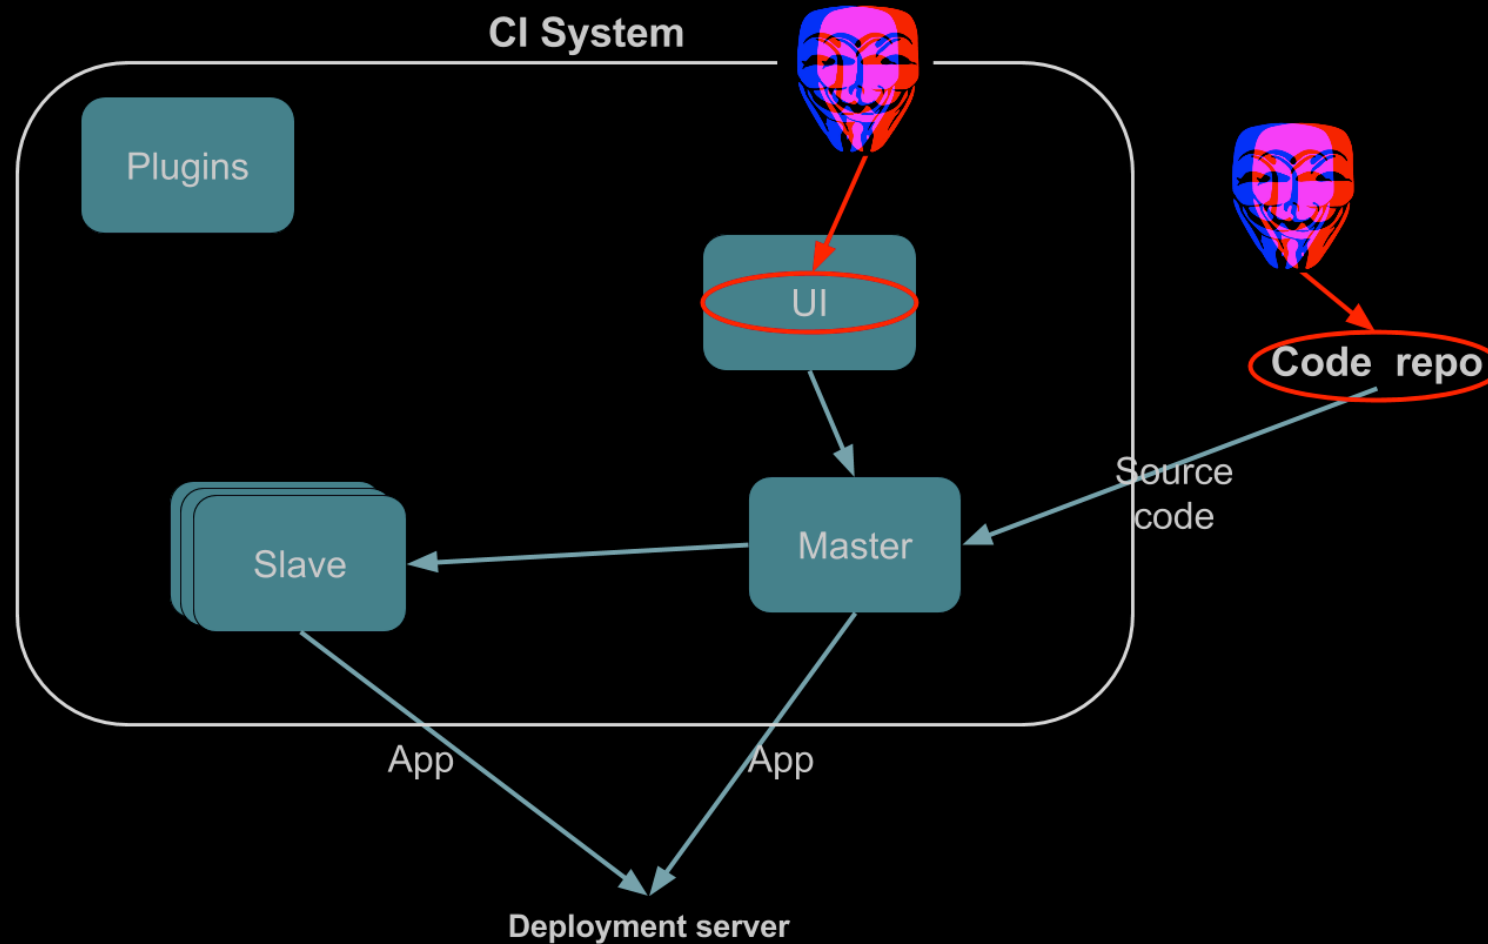 CI System
Plugins
UI
Code repo
Source
code
Slave
Master
App
App
Deployment server